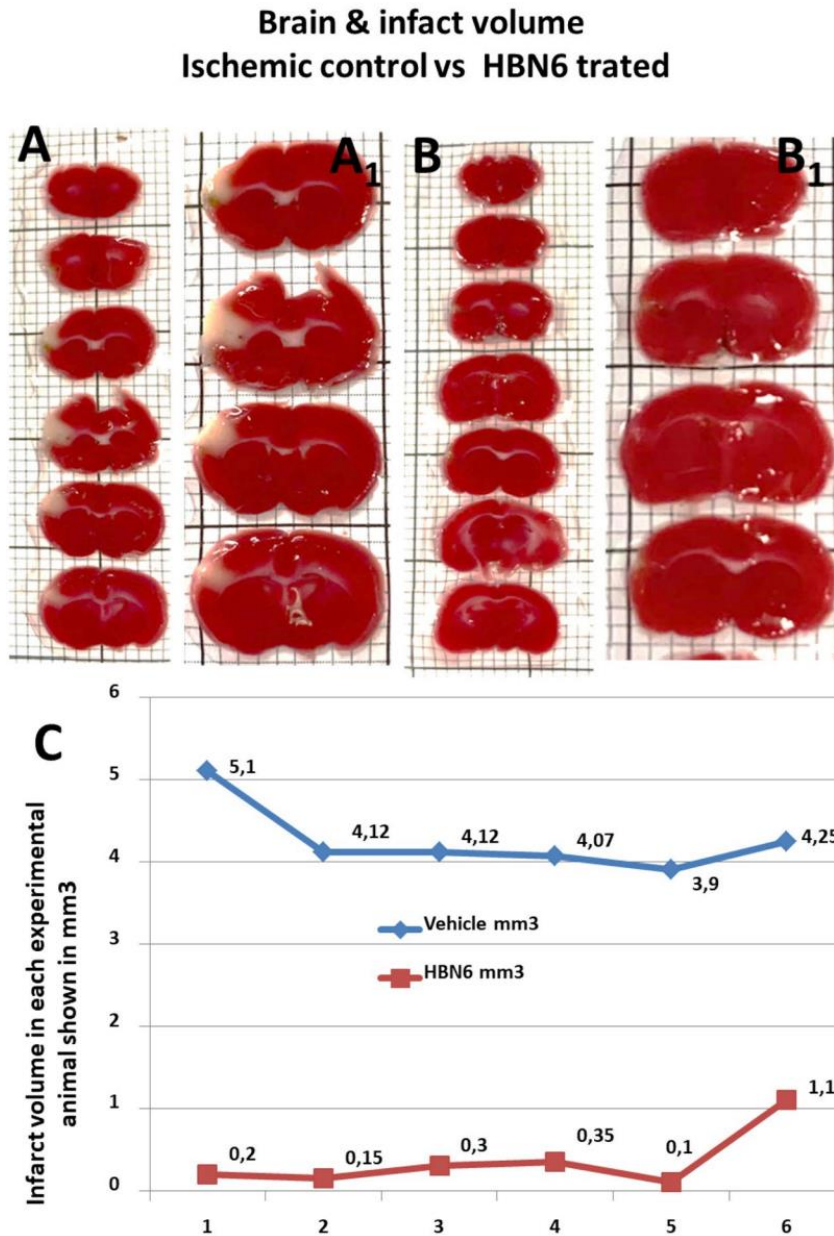 Brain & infact volume
Ischemic control vs HBN6 trated
A
A1
B
B1
C
Infarct volume in each experimental
animal shown in mm3
6
5
4
3
2
1
0
5,1
4,12
4,12
4,07
3,9
4,25
Vehicle mm3
HBN6 mm3
0,2
0,15
0,3
0,35
0,1
1,1
1 2 3 4 5 6